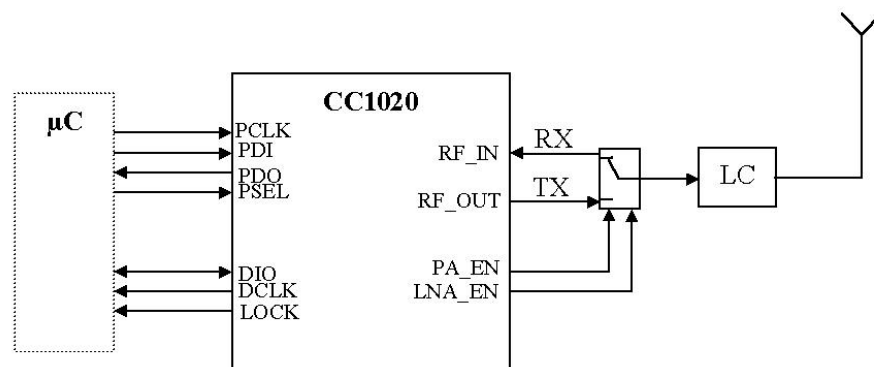 CC1020
µC
PCLK
PDI
PDO
PSEL
DIO
DCLK
LOCK
RF_IN
RF_OUT
PA_EN
LNA_EN
RX
TX
LC